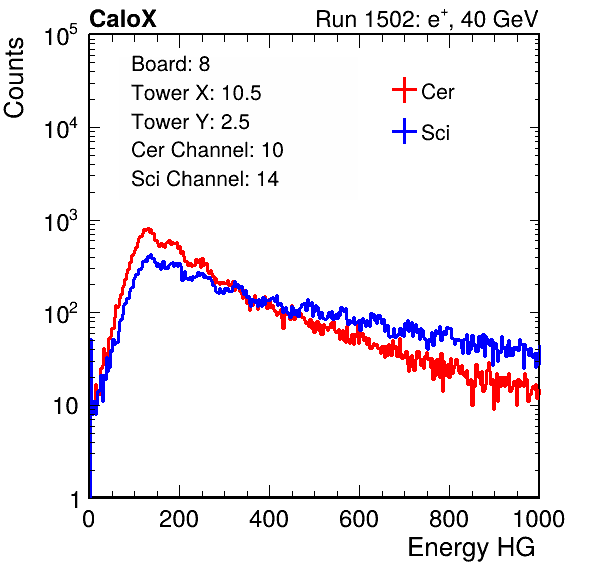 CaloX Run 1502: e⁺, 40 GeV
Counts
10⁵
10⁴
10³
10²
10
1
Board: 8
Tower X: 10.5
Tower Y: 2.5
Cer Channel: 10
Sci Channel: 14
Cer
Sci
0 200 400 600 800 1000
Energy HG